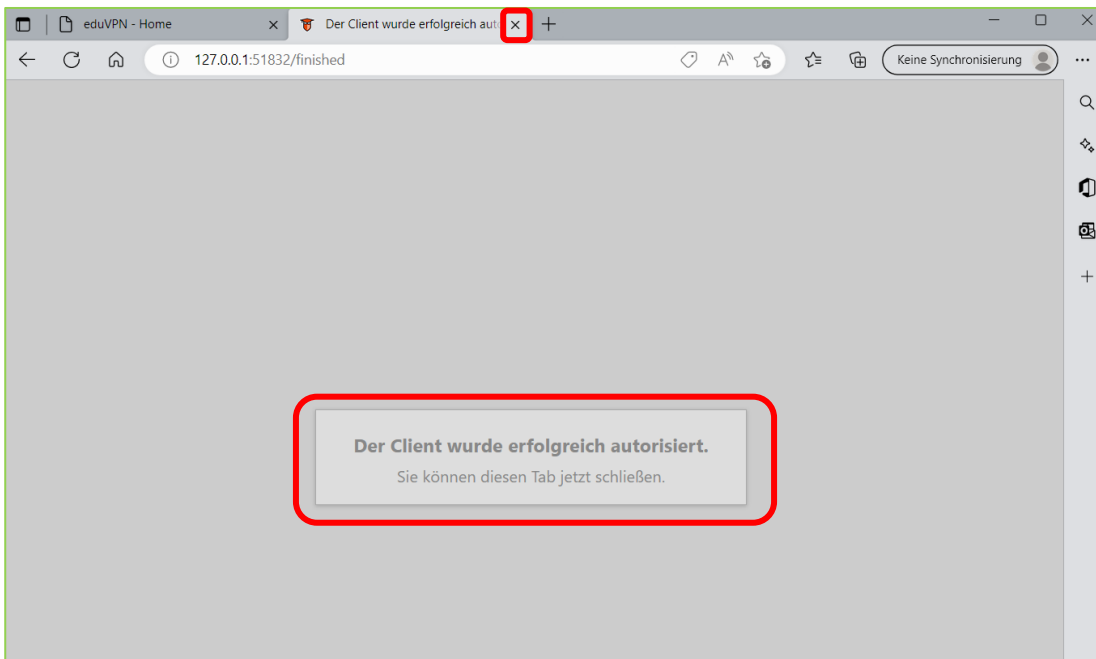 eduVPN - Home
Der Client wurde erfolgreich aut
127.0.0.1:51832/finished
Keine Synchronisierung
Der Client wurde erfolgreich autorisiert.
Sie können diesen Tab jetzt schließen.